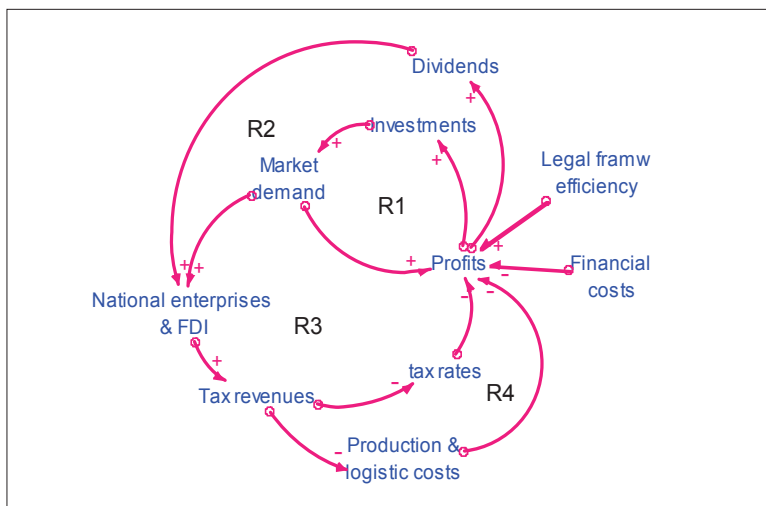 Dividends
R2
Investments
Market
demand
Legal framw
efficiency
R1
Profits
Financial
costs
National enterprises
& FDI
R3
tax rates
R4
Tax revenues
Production &
logistic costs
+
+
+
+
+
+
+
+
+
-
-
-
-
-